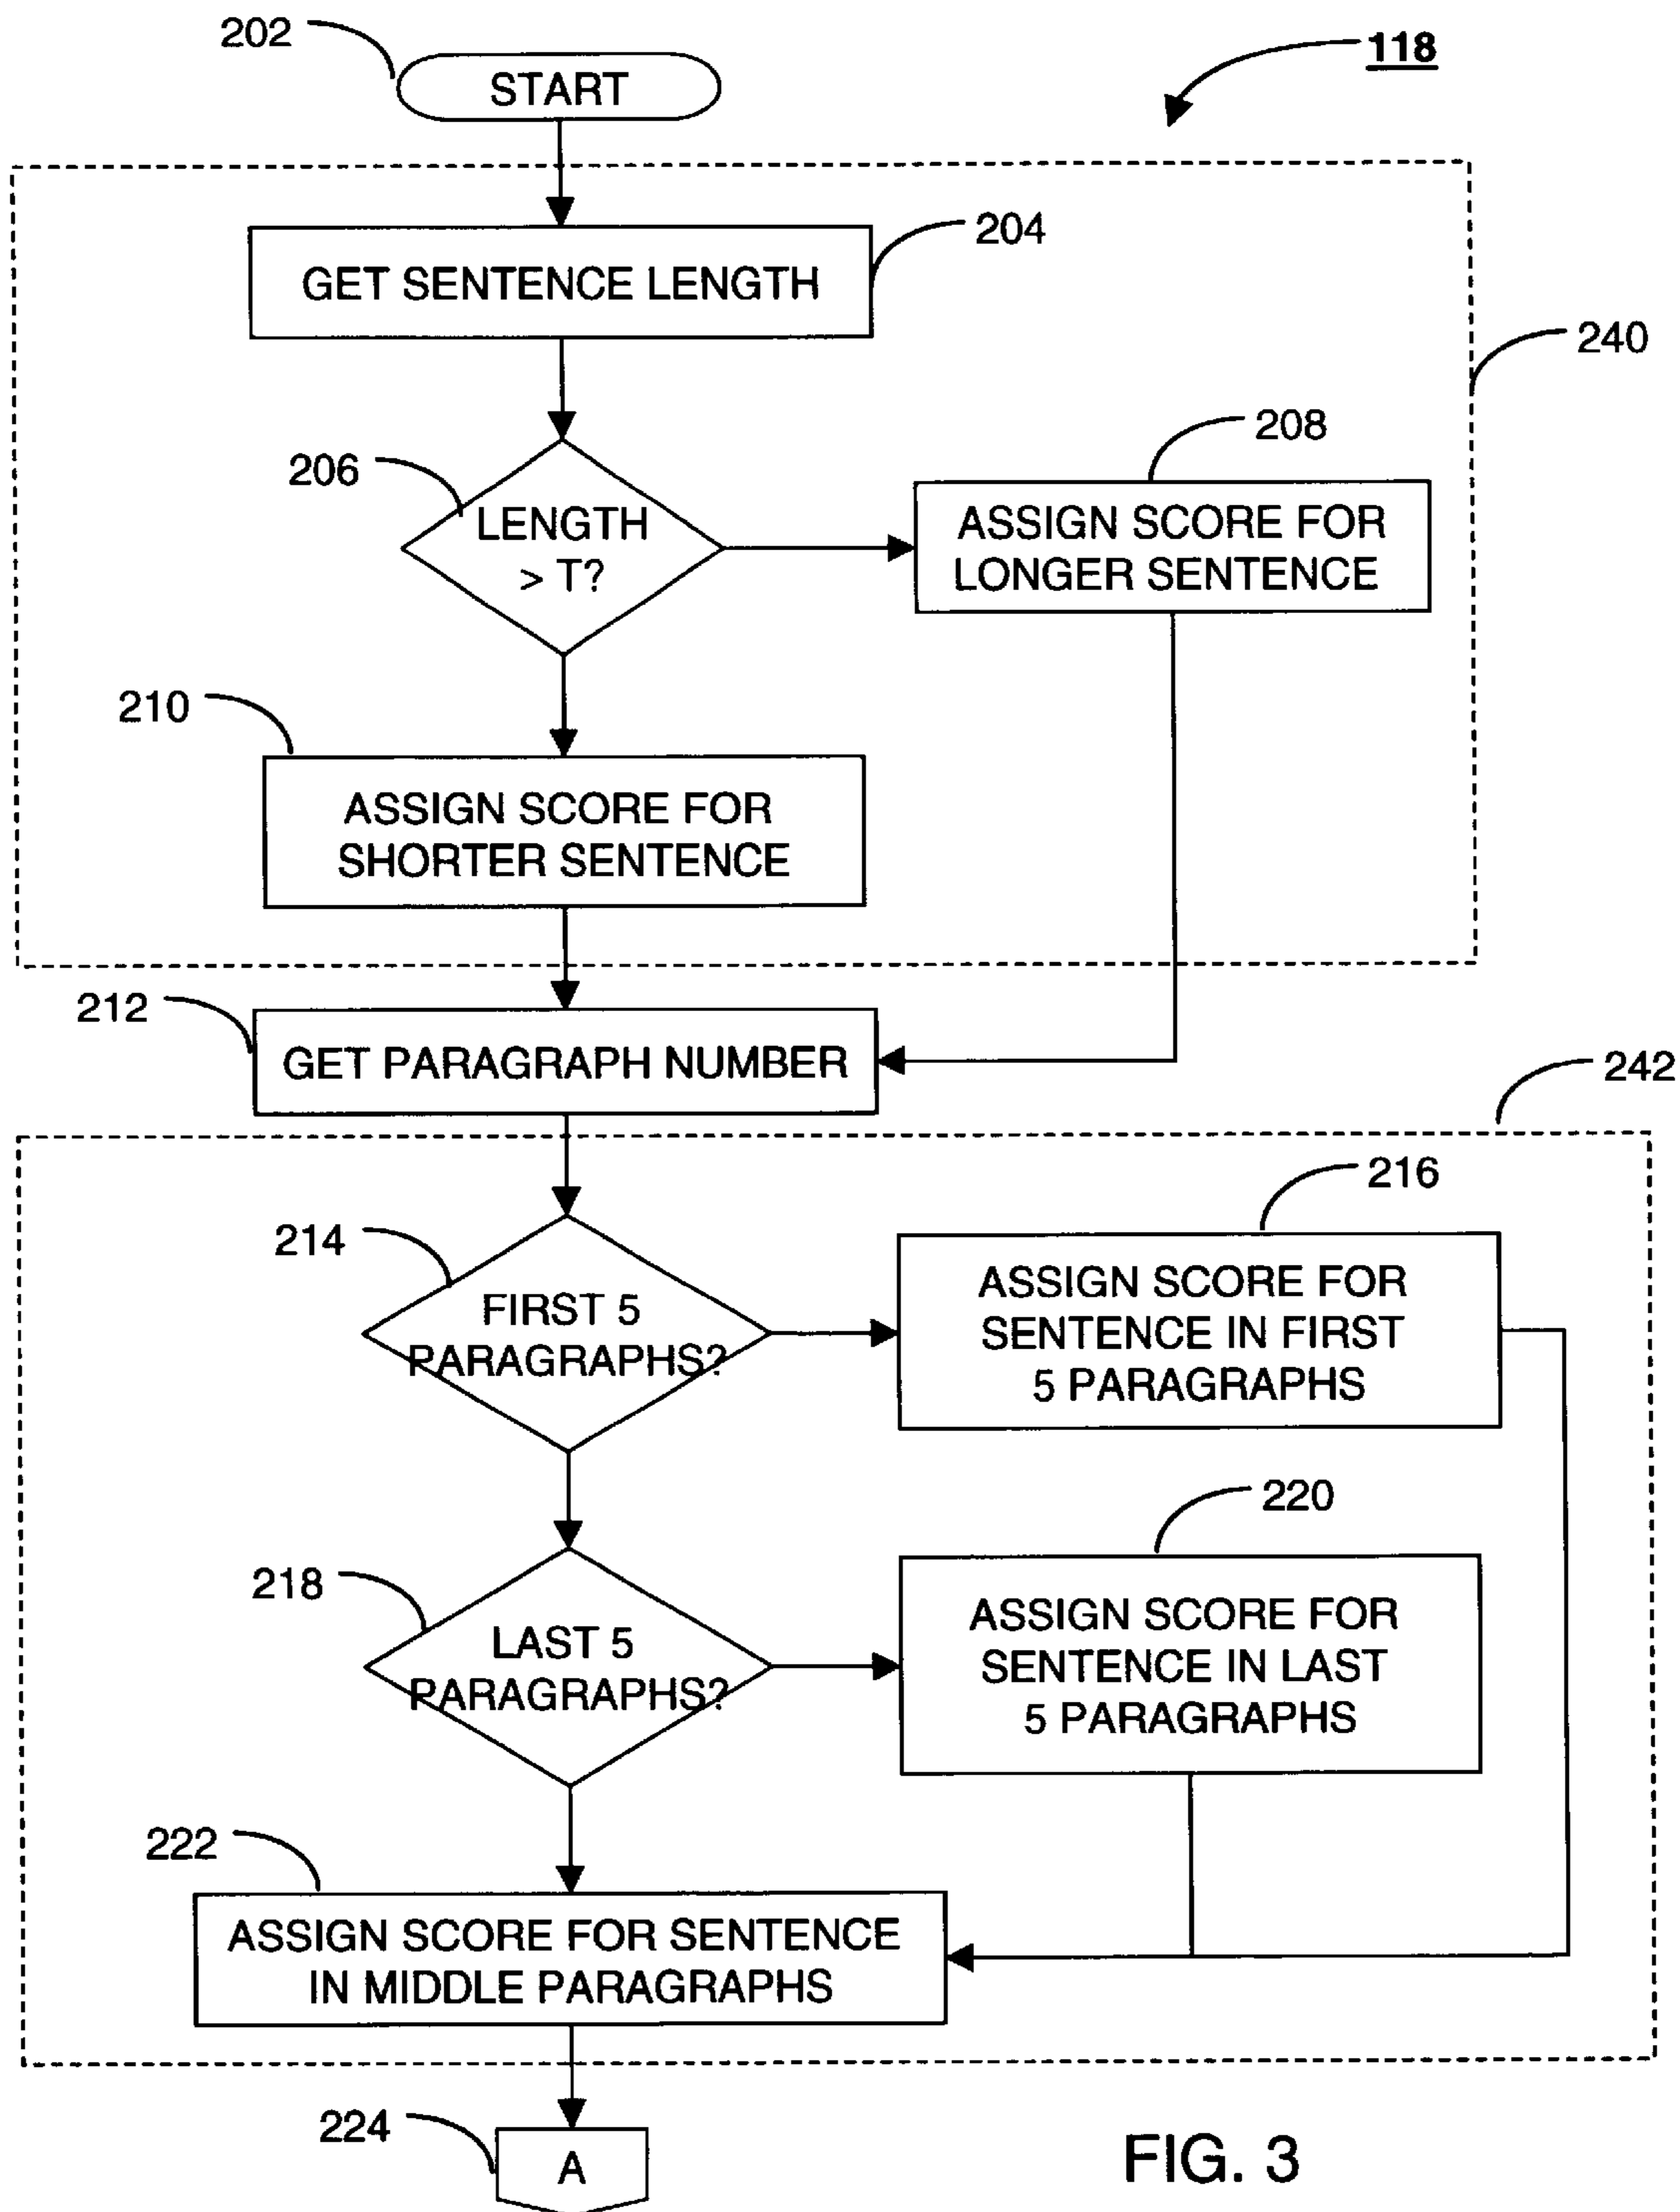 202
START
118
GET SENTENCE LENGTH
204
240
206
LENGTH
> T?
208
ASSIGN SCORE FOR
LONGER SENTENCE
210
ASSIGN SCORE FOR
SHORTER SENTENCE
212
GET PARAGRAPH NUMBER
242
214
FIRST 5
PARAGRAPHS?
216
ASSIGN SCORE FOR
SENTENCE IN FIRST
5 PARAGRAPHS
218
LAST 5
PARAGRAPHS?
220
ASSIGN SCORE FOR
SENTENCE IN LAST
5 PARAGRAPHS
222
ASSIGN SCORE FOR SENTENCE
IN MIDDLE PARAGRAPHS
224
A
FIG. 3